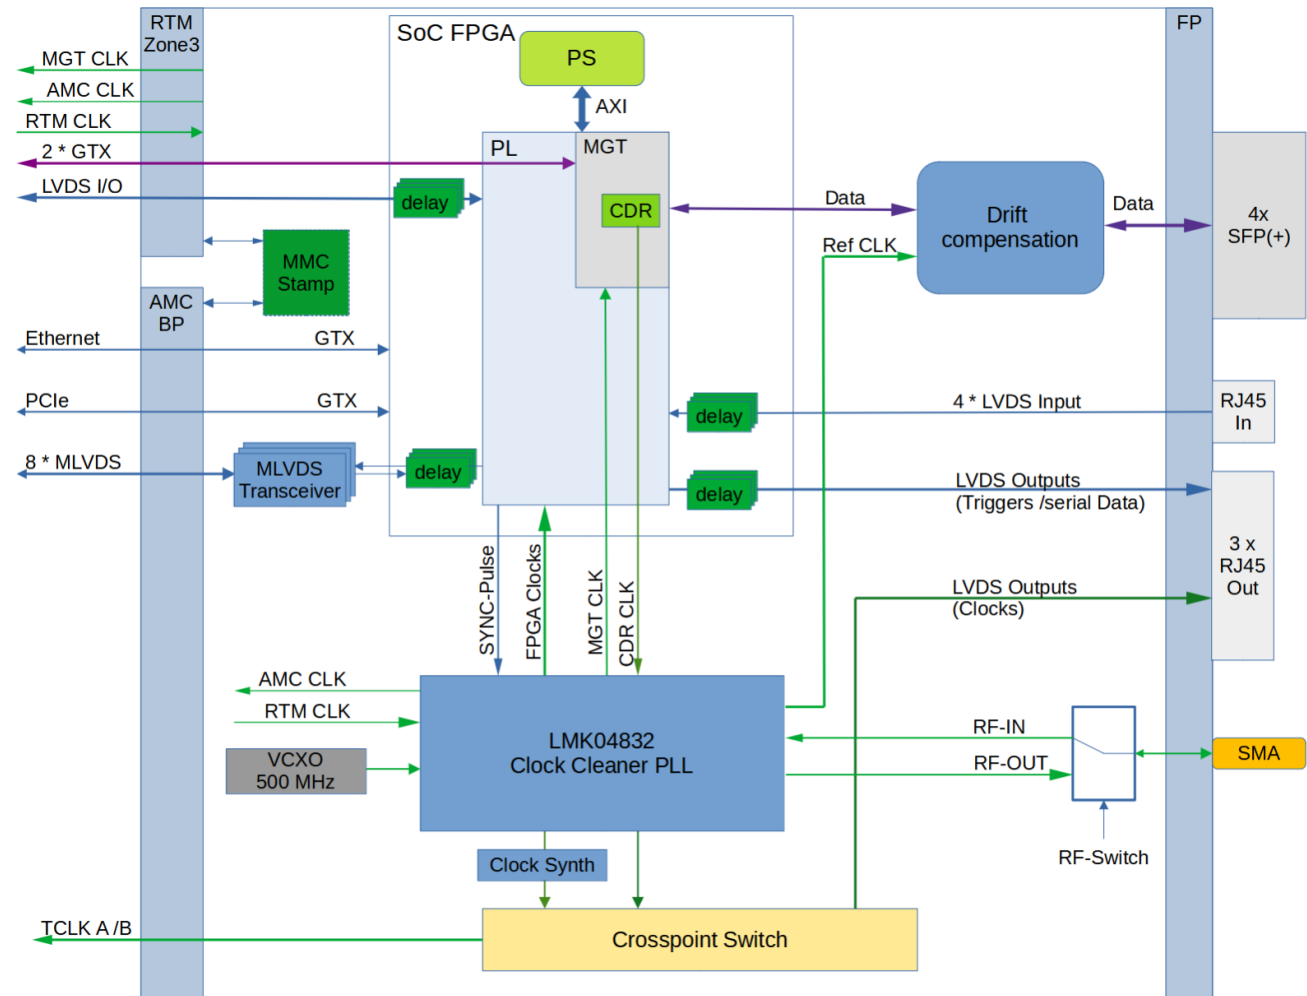 RTM
Zone3
SoC FPGA
FP
PS
MGT CLK
AMC CLK
AXI
RTM CLK
2 * GTX
PL
MGT
LVDS I/O
delay
CDR
Data
Drift
compensation
Data
4x
SFP(+)
Ref CLK
MMC
Stamp
AMC
BP
Ethernet
GTX
PCIe
GTX
delay
4 * LVDS Input
RJ45
In
8 * MLVDS
MLVDS
Transceiver
delay
delay
LVDS Outputs
(Triggers /serial Data)
3 x
RJ45
Out
SYNC-Pulse
FPGA Clocks
MGT CLK
CDR CLK
LVDS Outputs
(Clocks)
AMC CLK
RTM CLK
LMK04832
Clock Cleaner PLL
VCXO
500 MHz
RF-IN
RF-OUT
SMA
RF-Switch
Clock Synth
TCLK A /B
Crosspoint Switch